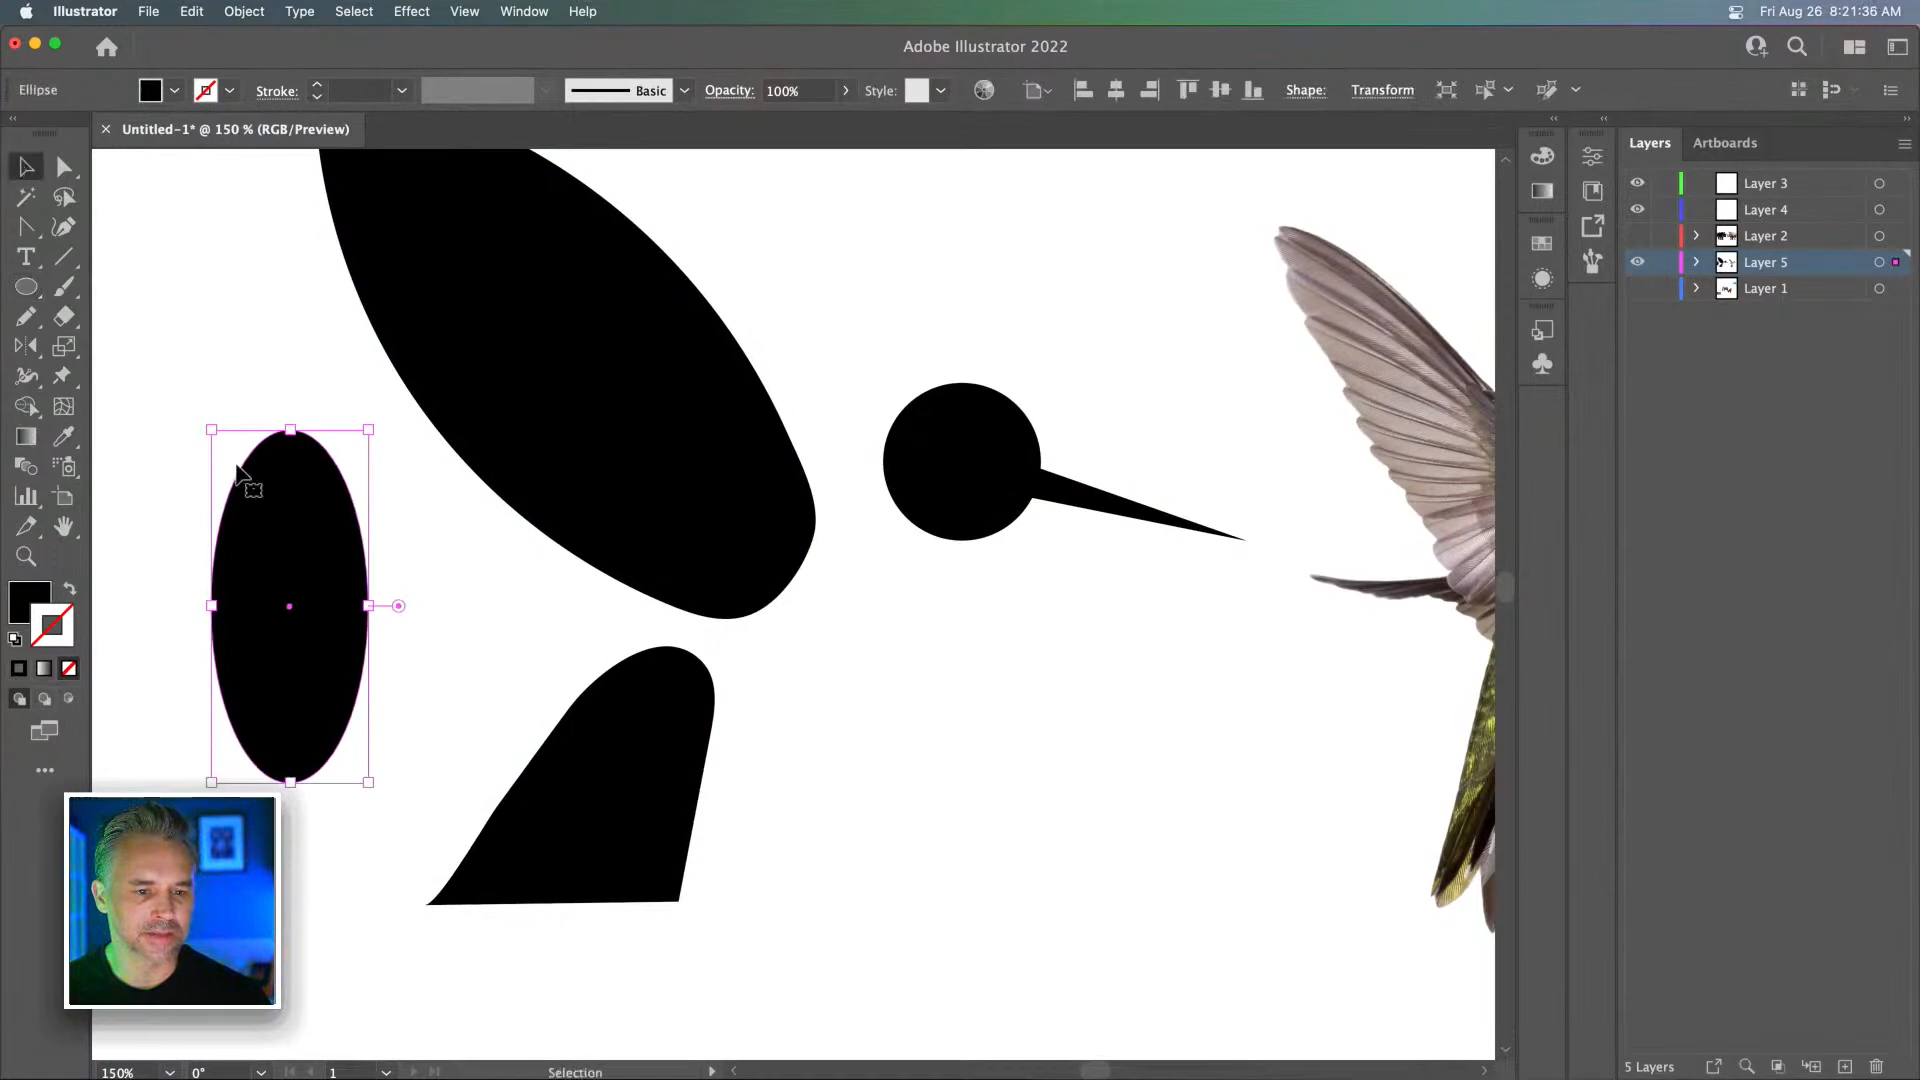 Illustrator File Edit Object Type Select Effect View Window Help Fri Aug 26 8:21:36 AM
Adobe Illustrator 2022
Ellipse Stroke: Basic Opacity: 100% Style: Shape: Transform
Untitled-1* @ 150 % (RGB/Preview)
Layers Artboards
Layer 3
Layer 4
Layer 2
Layer 5
Layer 1
150% 0° 1 Selection
5 Layers